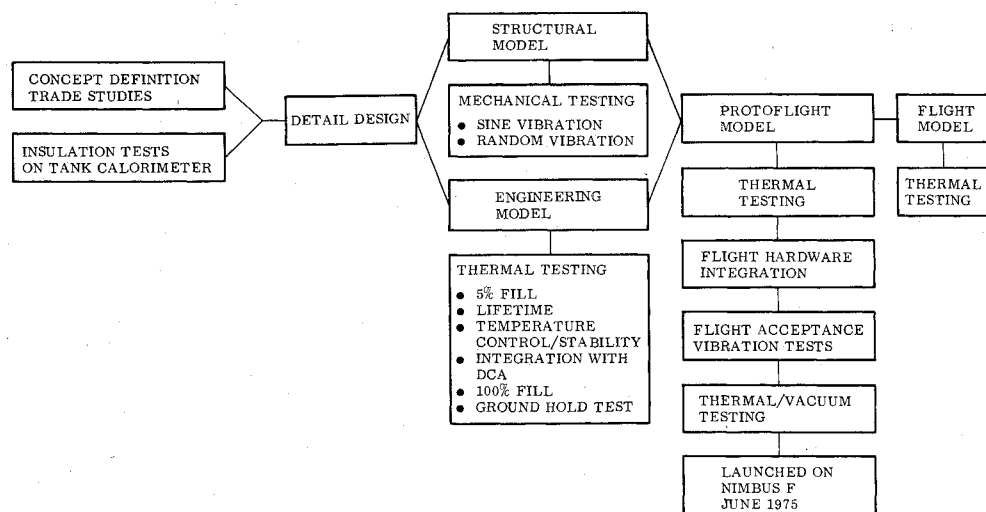 CONCEPT DEFINITION
TRADE STUDIES
INSULATION TESTS
ON TANK CALORIMETER
DETAIL DESIGN
STRUCTURAL
MODEL
MECHANICAL TESTING
● SINE VIBRATION
● RANDOM VIBRATION
ENGINEERING
MODEL
THERMAL TESTING
● 5% FILL
● LIFETIME
● TEMPERATURE
CONTROL/STABILITY
● INTEGRATION WITH
DCA
● 100% FILL
● GROUND HOLD TEST
PROTOFLIGHT
MODEL
THERMAL
TESTING
FLIGHT HARDWARE
INTEGRATION
FLIGHT ACCEPTANCE
VIBRATION TESTS
THERMAL/VACUUM
TESTING
LAUNCHED ON
NIMBUS F
JUNE 1975
FLIGHT
MODEL
THERMAL
TESTING